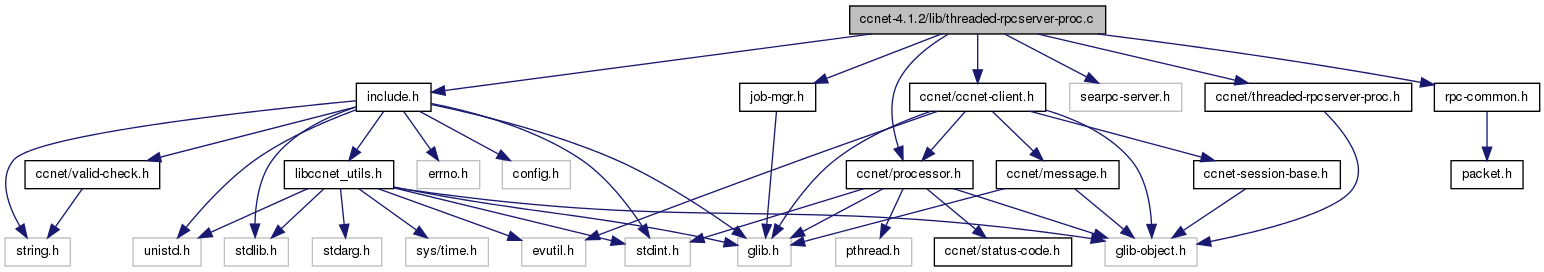 ccnet-4.1.2/lib/threaded-rpcserver-proc.c
include.h
job-mgr.h
ccnet/ccnet-client.h
searpc-server.h
ccnet/threaded-rpcserver-proc.h
rpc-common.h
ccnet/valid-check.h
libccnet_utils.h
errno.h
config.h
ccnet/processor.h
ccnet/message.h
ccnet-session-base.h
packet.h
string.h
unistd.h
stdlib.h
stdarg.h
sys/time.h
evutil.h
stdint.h
glib.h
pthread.h
ccnet/status-code.h
glib-object.h